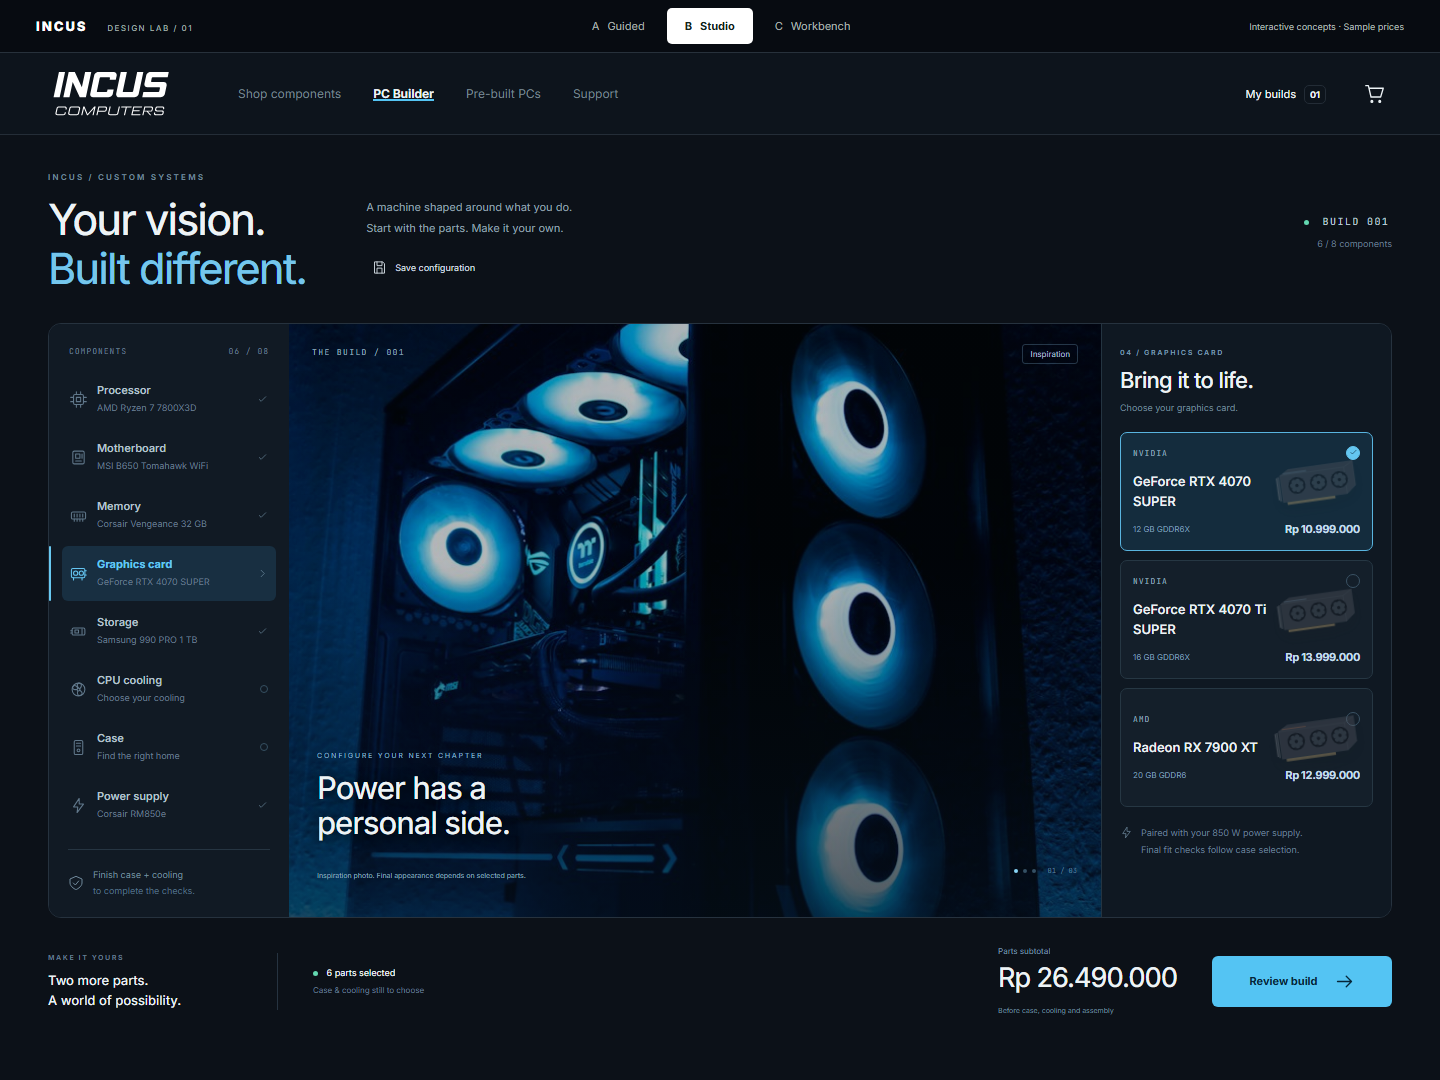 INCUS
DESIGN LAB / 01
A Guided
B Studio
C Workbench
Interactive concepts · Sample prices
INCUS
COMPUTERS
Shop components
PC Builder
Pre-built PCs
Support
My builds 01
INCUS / CUSTOM SYSTEMS
Your vision.
Built different.
A machine shaped around what you do.
Start with the parts. Make it your own.
Save configuration
BUILD 001
6 / 8 components
COMPONENTS 06 / 08
Processor
AMD Ryzen 7 7800X3D
Motherboard
MSI B650 Tomahawk WiFi
Memory
Corsair Vengeance 32 GB
Graphics card
GeForce RTX 4070 SUPER
Storage
Samsung 990 PRO 1 TB
CPU cooling
Choose your cooling
Case
Find the right home
Power supply
Corsair RM850e
Finish case + cooling
to complete the checks.
THE BUILD / 001
Inspiration
CONFIGURE YOUR NEXT CHAPTER
Power has a
personal side.
Inspiration photo. Final appearance depends on selected parts.
01 / 03
04 / GRAPHICS CARD
Bring it to life.
Choose your graphics card.
NVIDIA
GeForce RTX 4070
SUPER
12 GB GDDR6X Rp 10.999.000
NVIDIA
GeForce RTX 4070 Ti
SUPER
16 GB GDDR6X Rp 13.999.000
AMD
Radeon RX 7900 XT
20 GB GDDR6 Rp 12.999.000
Paired with your 850 W power supply.
Final fit checks follow case selection.
MAKE IT YOURS
Two more parts.
A world of possibility.
6 parts selected
Case & cooling still to choose
Parts subtotal
Rp 26.490.000
Before case, cooling and assembly
Review build